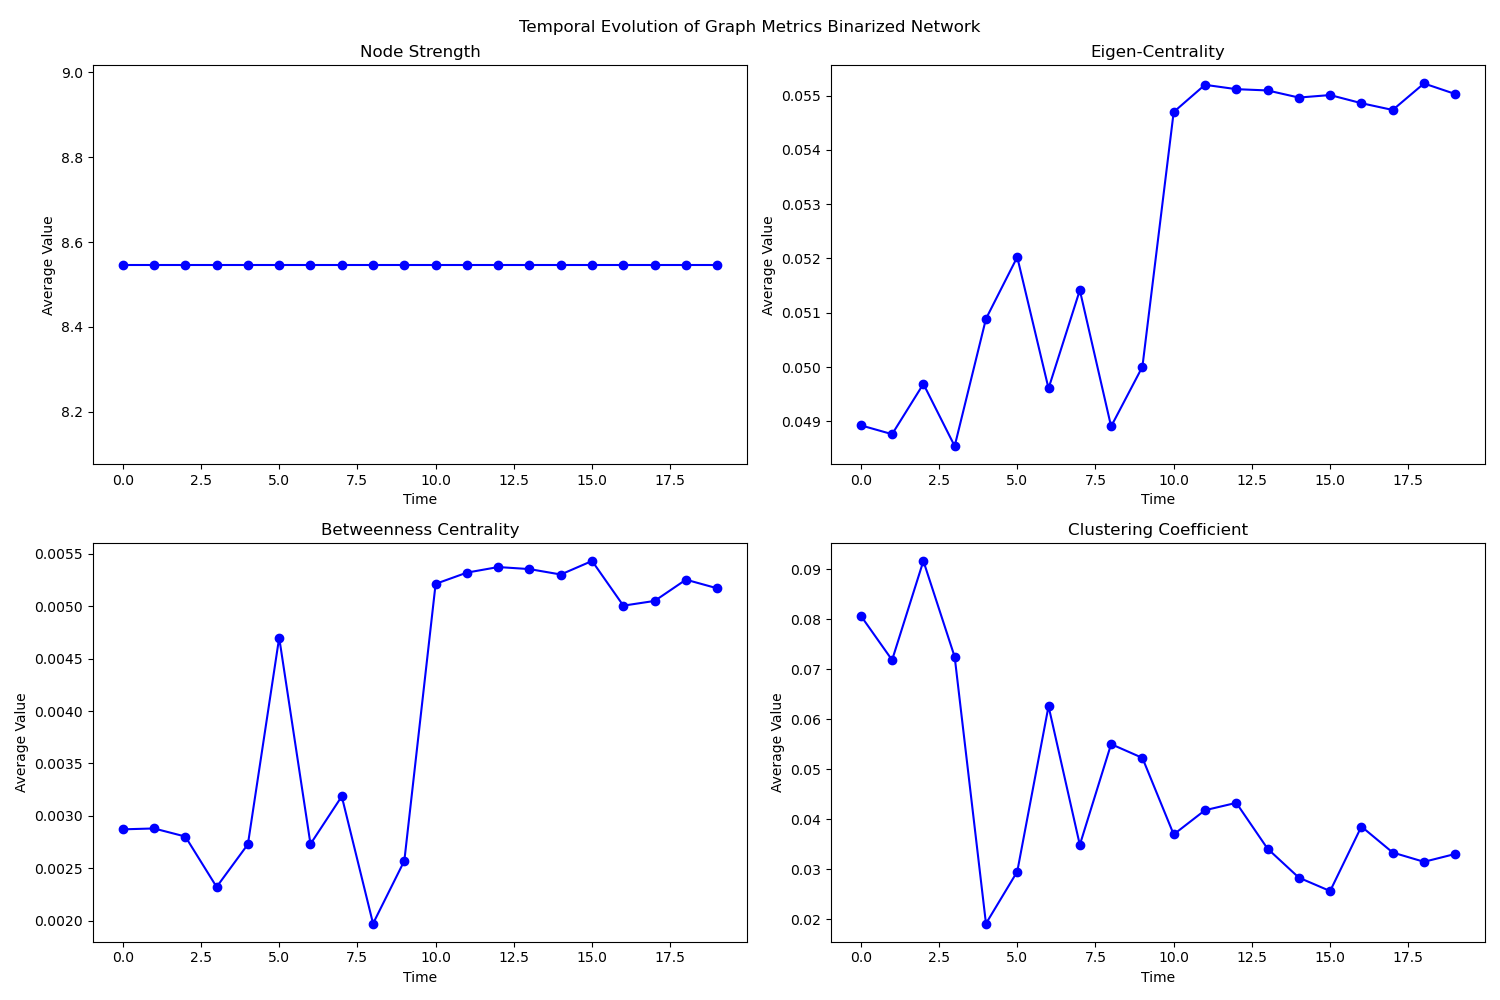 Temporal Evolution of Graph Metrics Binarized Network
Node Strength
Average Value
9.0
8.8
8.6
8.4
8.2
0.0 2.5 5.0 7.5 10.0 12.5 15.0 17.5
Time
Eigen-Centrality
Average Value
0.055
0.054
0.053
0.052
0.051
0.050
0.049
0.0 2.5 5.0 7.5 10.0 12.5 15.0 17.5
Time
Betweenness Centrality
Average Value
0.0055
0.0050
0.0045
0.0040
0.0035
0.0030
0.0025
0.0020
0.0 2.5 5.0 7.5 10.0 12.5 15.0 17.5
Time
Clustering Coefficient
Average Value
0.09
0.08
0.07
0.06
0.05
0.04
0.03
0.02
0.0 2.5 5.0 7.5 10.0 12.5 15.0 17.5
Time